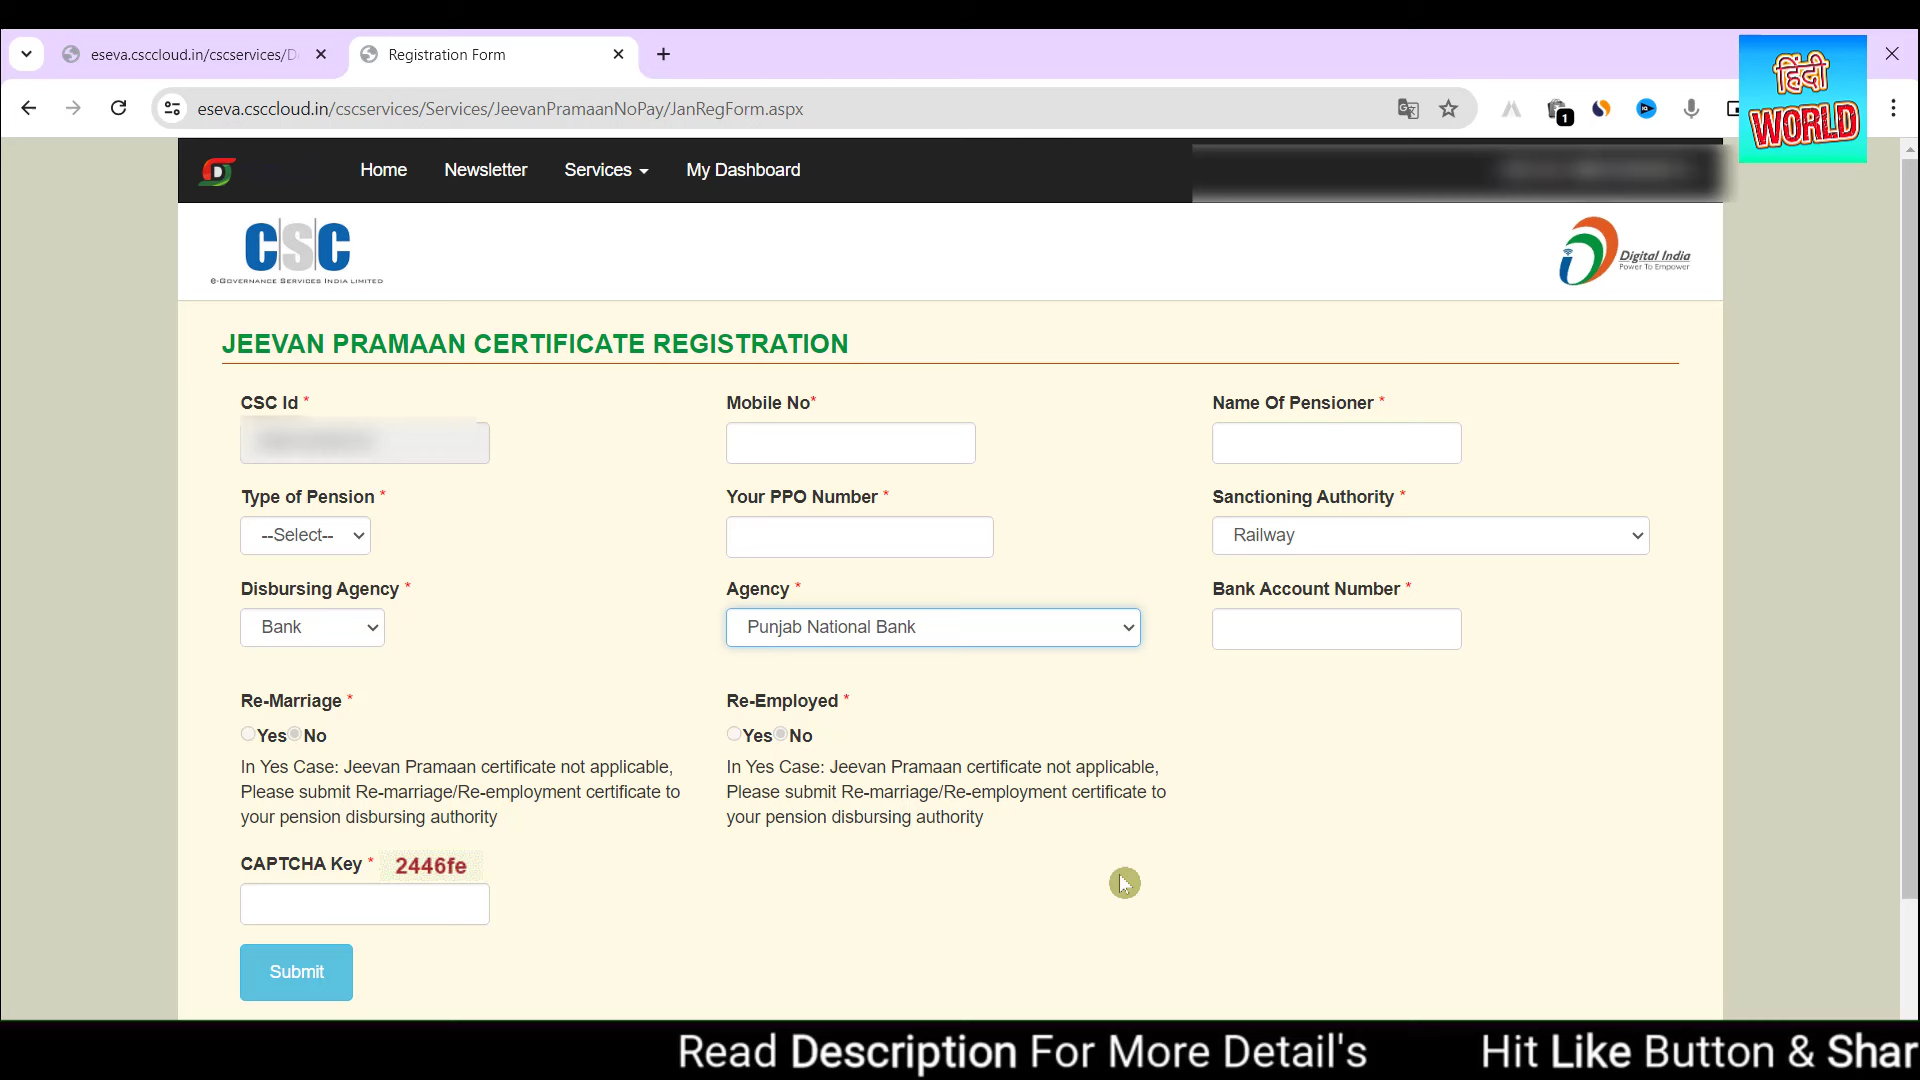 eseva.csccloud.in/cscservices/D
Registration Form
eseva.csccloud.in/cscservices/Services/JeevanPramaanNoPay/JanRegForm.aspx
1
हिंदी
WORLD
Home
Newsletter
Services
My Dashboard
CSC
e-Governance Services India Limited
Digital India
Power To Empower
JEEVAN PRAMAAN CERTIFICATE REGISTRATION
CSC Id *
Mobile No*
Name Of Pensioner *
Type of Pension *
Your PPO Number *
Sanctioning Authority *
--Select--
Railway
Disbursing Agency *
Agency *
Bank Account Number *
Bank
Punjab National Bank
Re-Marriage *
Yes No
In Yes Case: Jeevan Pramaan certificate not applicable,
Please submit Re-marriage/Re-employment certificate to
your pension disbursing authority
Re-Employed *
Yes No
In Yes Case: Jeevan Pramaan certificate not applicable,
Please submit Re-marriage/Re-employment certificate to
your pension disbursing authority
CAPTCHA Key * 2446fe
Submit
Read Description For More Detail's Hit Like Button & Shar